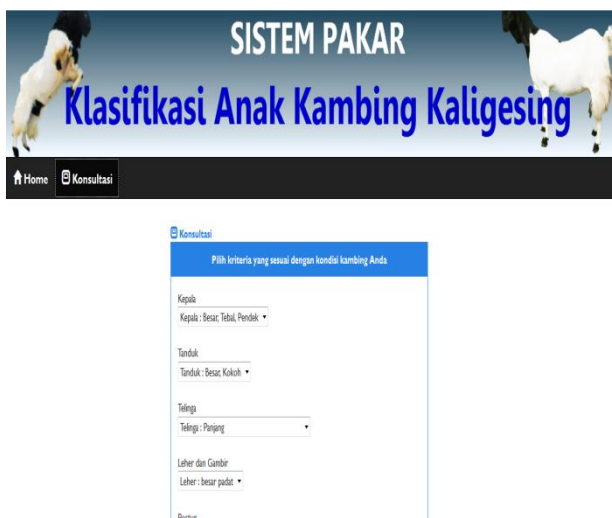 SISTEM PAKAR
Klasifikasi Anak Kambing Kaligesing
Home Konsultasi
Konsultasi
Pilih kriteria yang sesuai dengan kondisi kambing Anda
Kepala
Kepala : Besar, Tebal, Pendek
Tanduk
Tanduk : Besar, Kokoh
Telinga
Telinga : Panjang
Leher dan Gambir
Leher : besar padat